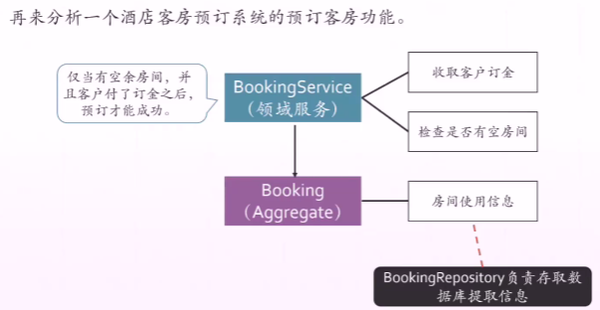 再来分析一个酒店客房预订系统的预订客房功能。
仅当有空余房间，并
且客户付了订金之后，
预订才能成功。
BookingService
（领域服务）
收取客户订金
检查是否有空房间
Booking
（Aggregate）
房间使用信息
BookingRepository负责存取数
据库提取信息